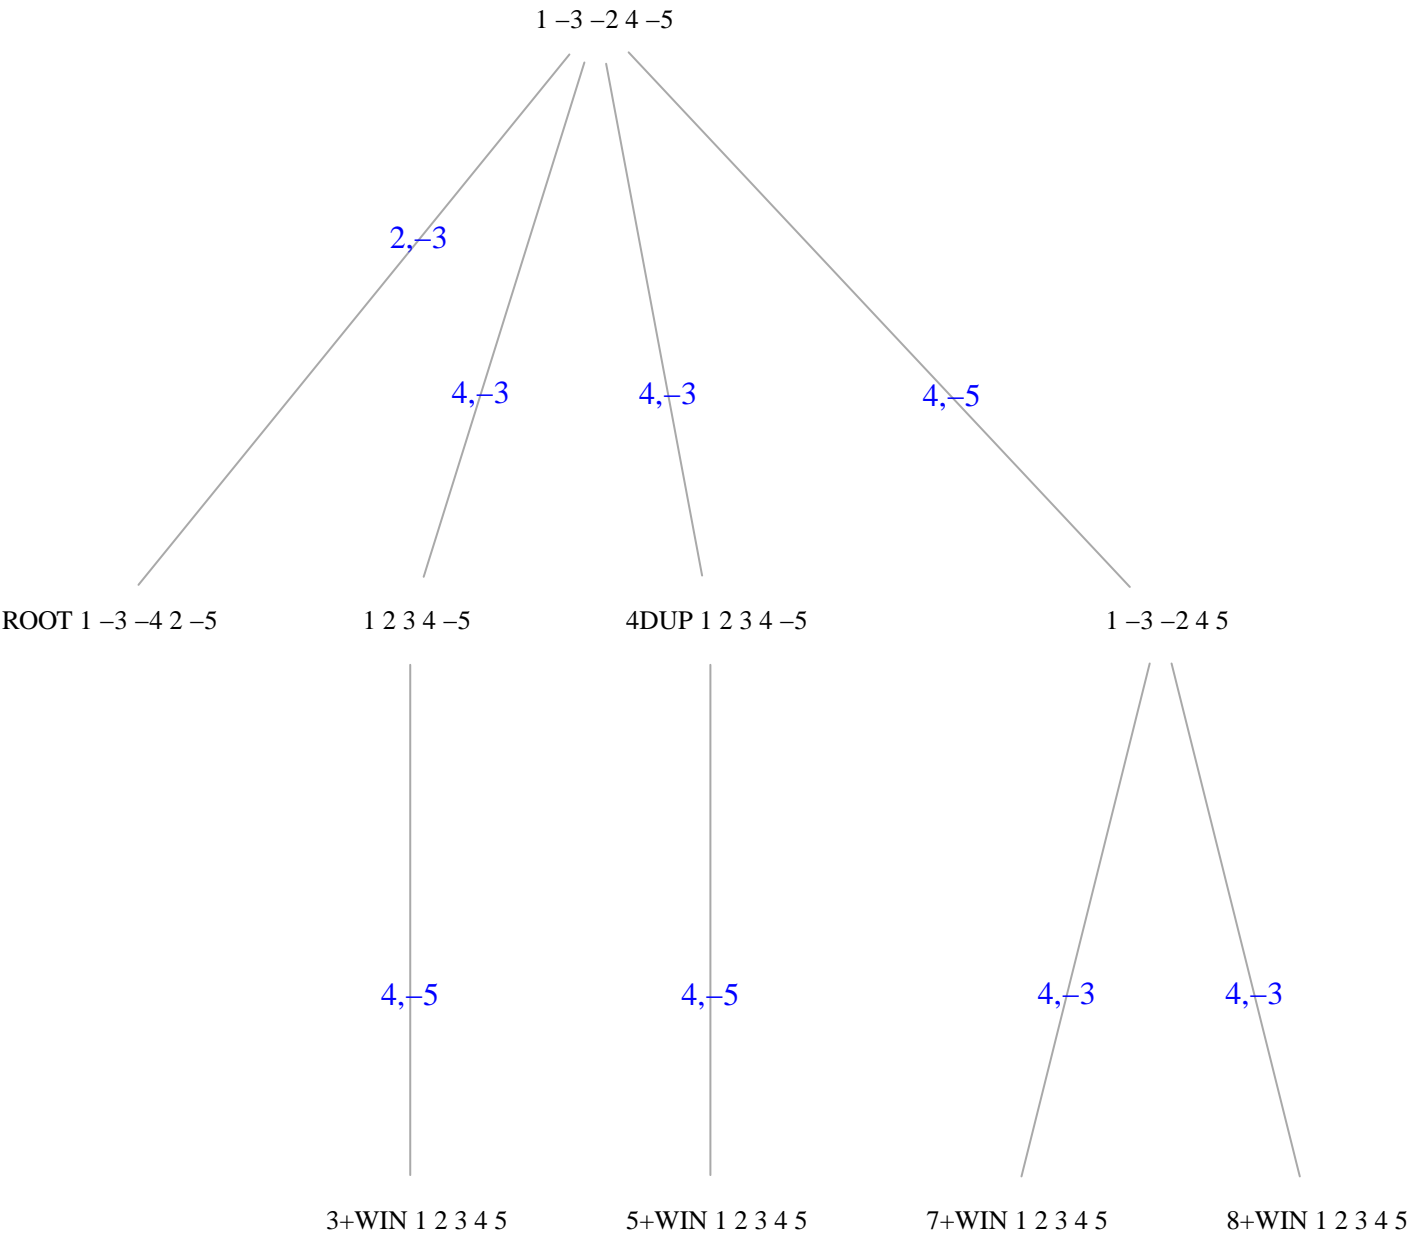 1 –3 –2 4 –5
2,–3
4,–3
4,–3
4,–5
ROOT 1 –3 –4 2 –5
1 2 3 4 –5
4DUP 1 2 3 4 –5
1 –3 –2 4 5
4,–5
4,–5
4,–3
4,–3
3+WIN 1 2 3 4 5
5+WIN 1 2 3 4 5
7+WIN 1 2 3 4 5
8+WIN 1 2 3 4 5